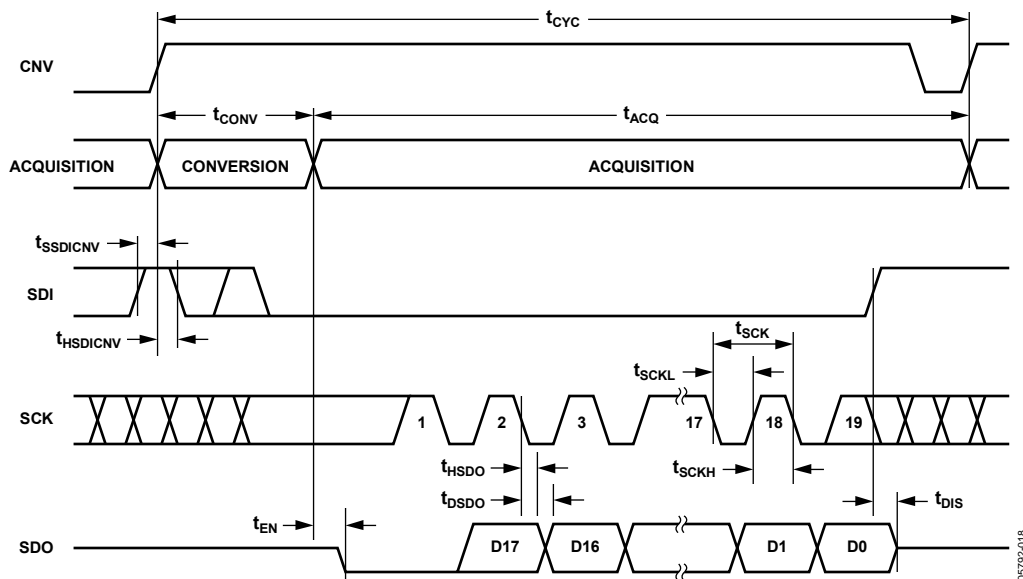 tCYC
CNV
tCONV
tACQ
ACQUISITION
CONVERSION
ACQUISITION
tSSDICNV
SDI
tHSDICNV
tSCK
tSCKL
SCK
1
2
3
17
18
19
tHSDO
tSCKH
tDSDO
tDIS
tEN
SDO
D17
D16
D1
D0
05792-018